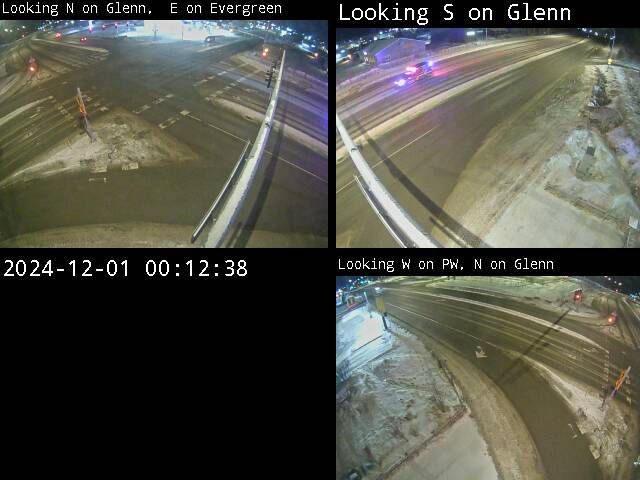 Looking N on Glenn, E on Evergreen
Looking S on Glenn
2024-12-01 00:12:38
Looking W on PW, N on Glenn